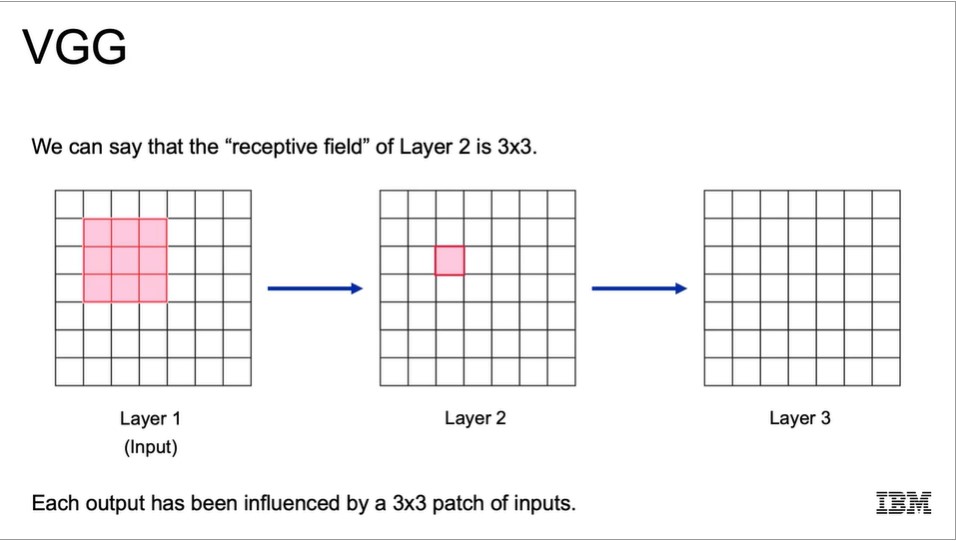 VGG
We can say that the “receptive field” of Layer 2 is 3x3.
Layer 1
(Input)
Layer 2
Layer 3
Each output has been influenced by a 3x3 patch of inputs.
IBM